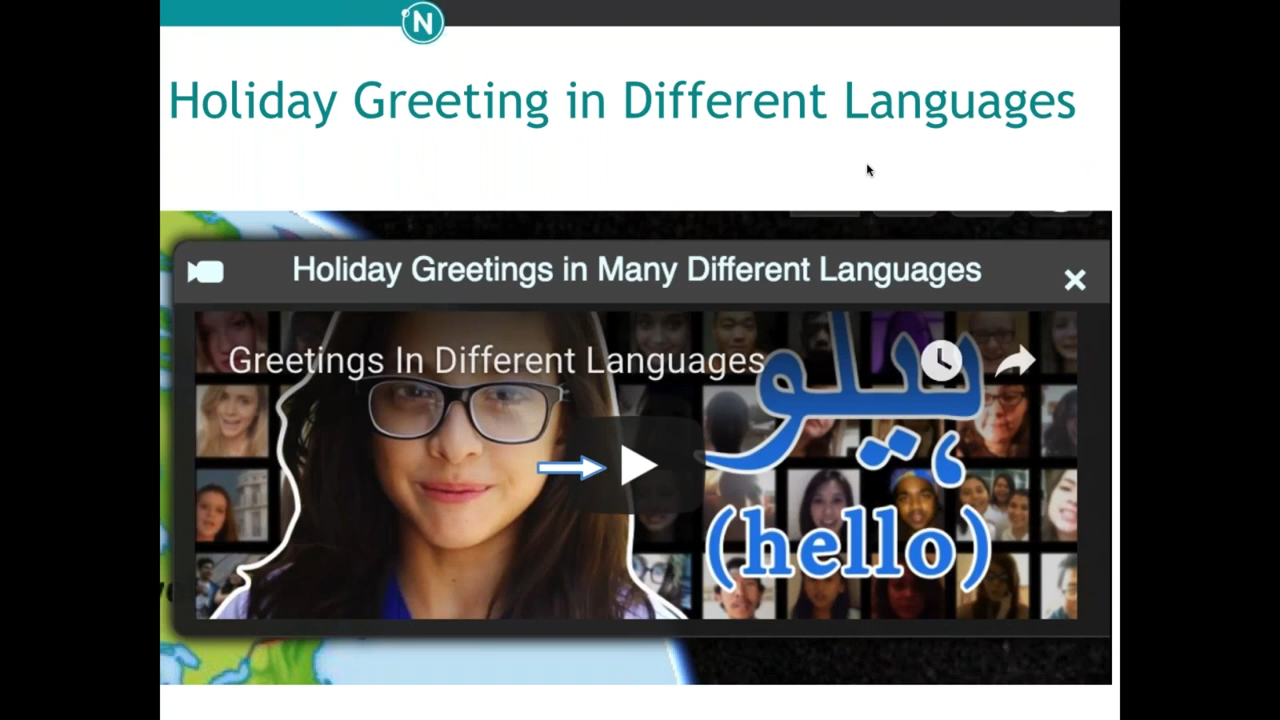 N
Holiday Greeting in Different Languages
Holiday Greetings in Many Different Languages
Greetings In Different Languages
ہیلو
(hello)